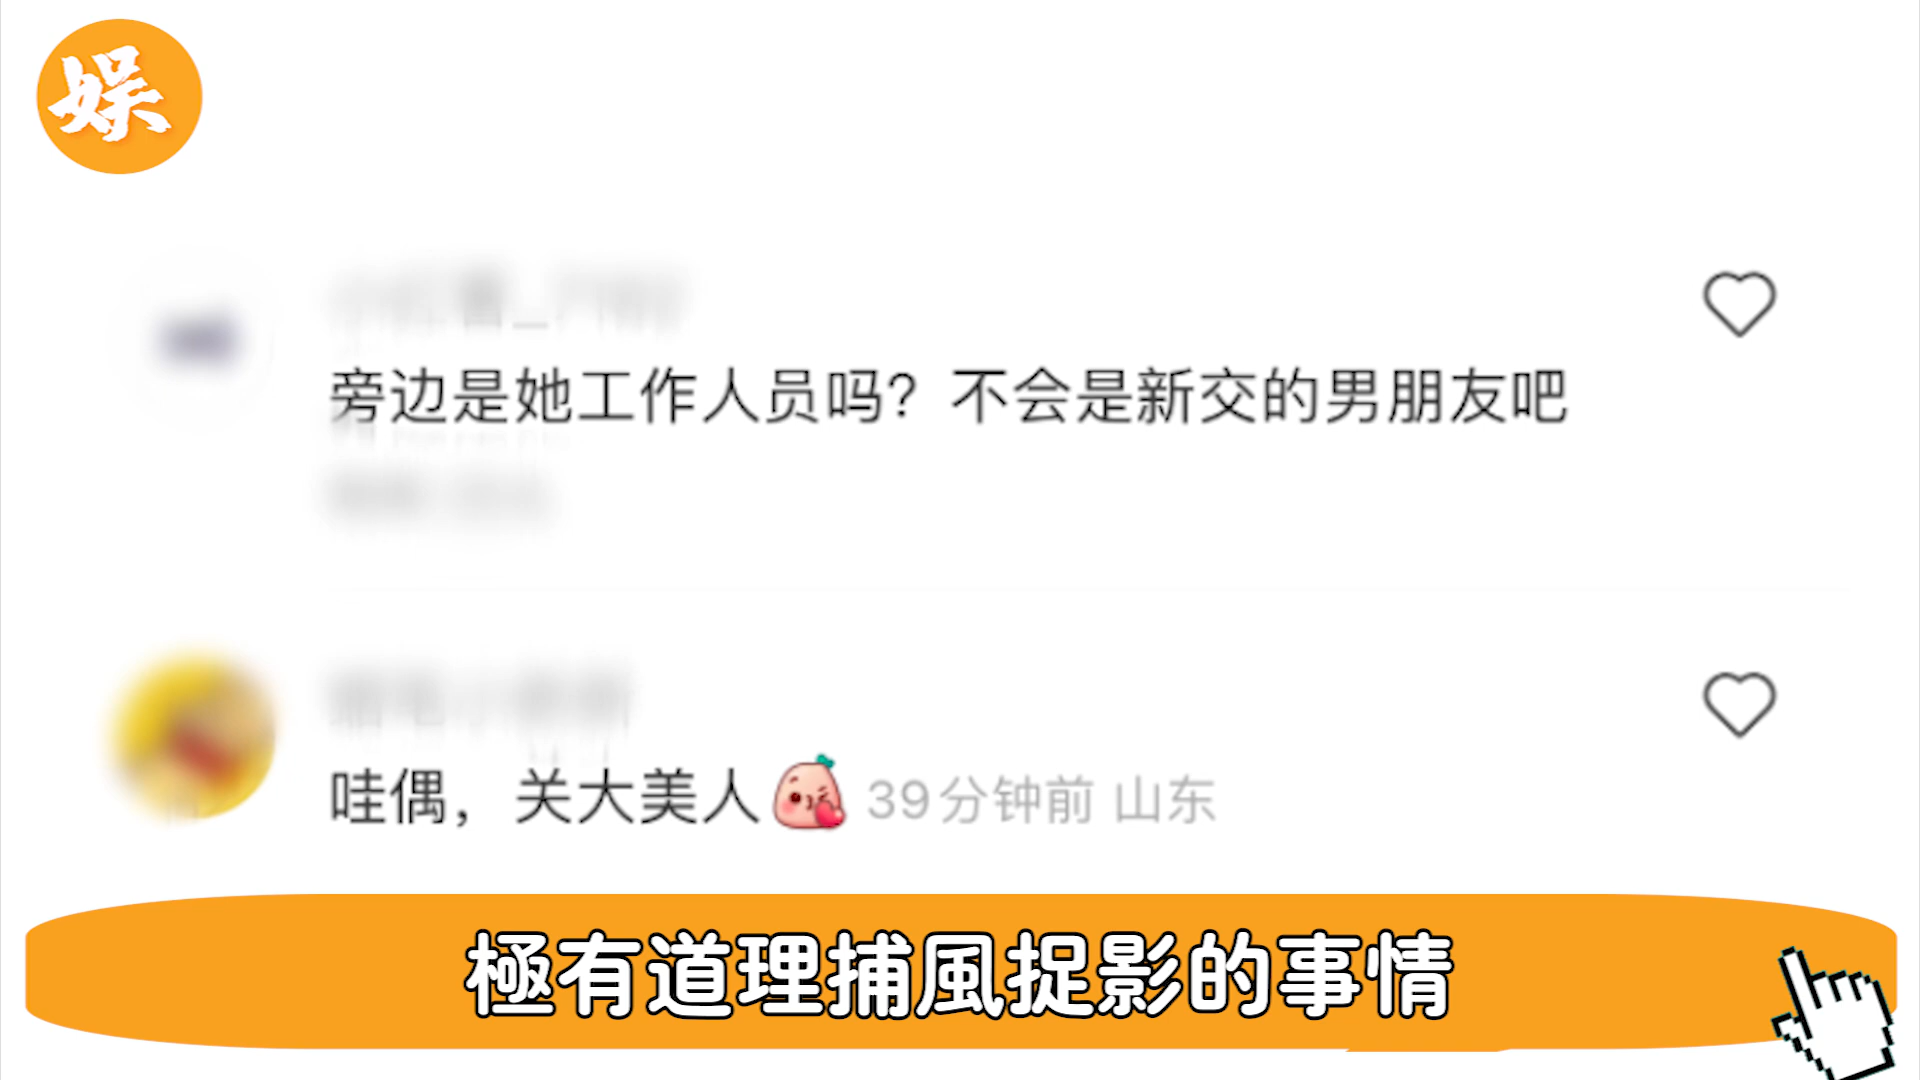 娱
旁边是她工作人员吗？不会是新交的男朋友吧
哇偶，关大美人 39分钟前 山东
極有道理捕風捉影的事情